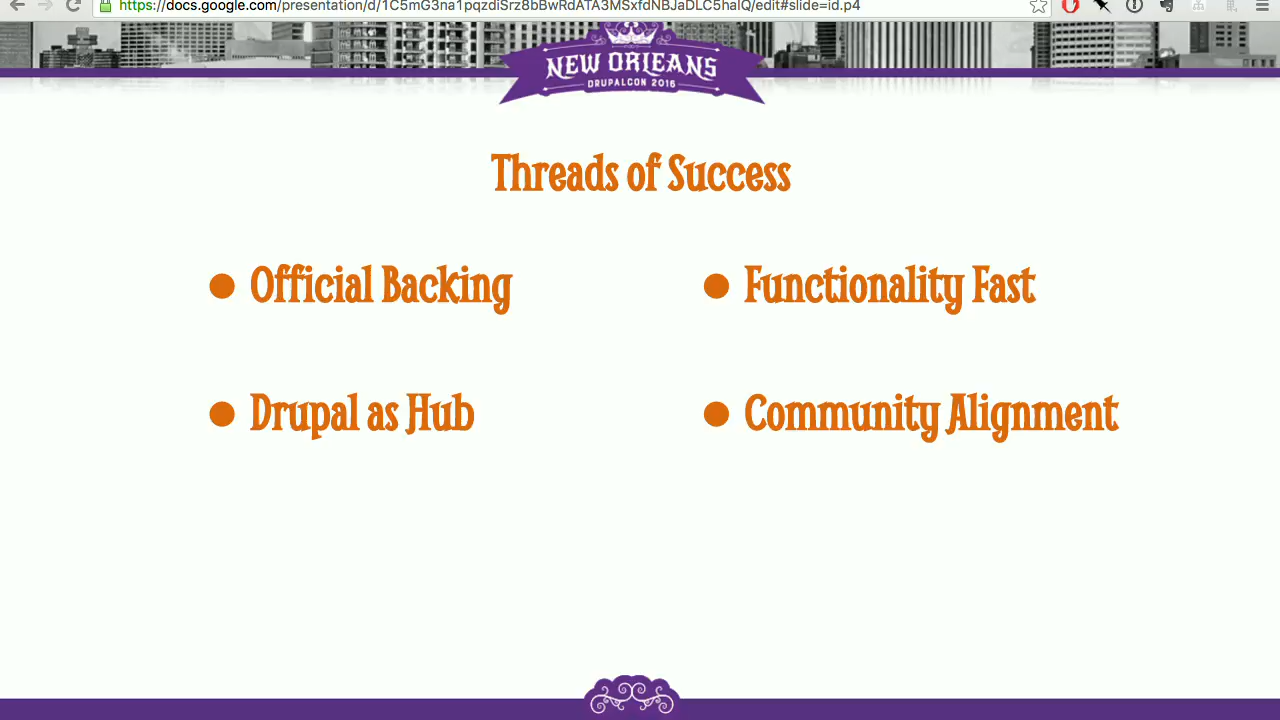 https://docs.google.com/presentation/d/1C5mG3na1pqzdiSrz8bBwRdATA3MSxfdNBJaDLC5halQ/edit#slide=id.p4
NEW ORLEANS
DRUPALCON 2016
Threads of Success
● Official Backing
● Functionality Fast
● Drupal as Hub
● Community Alignment